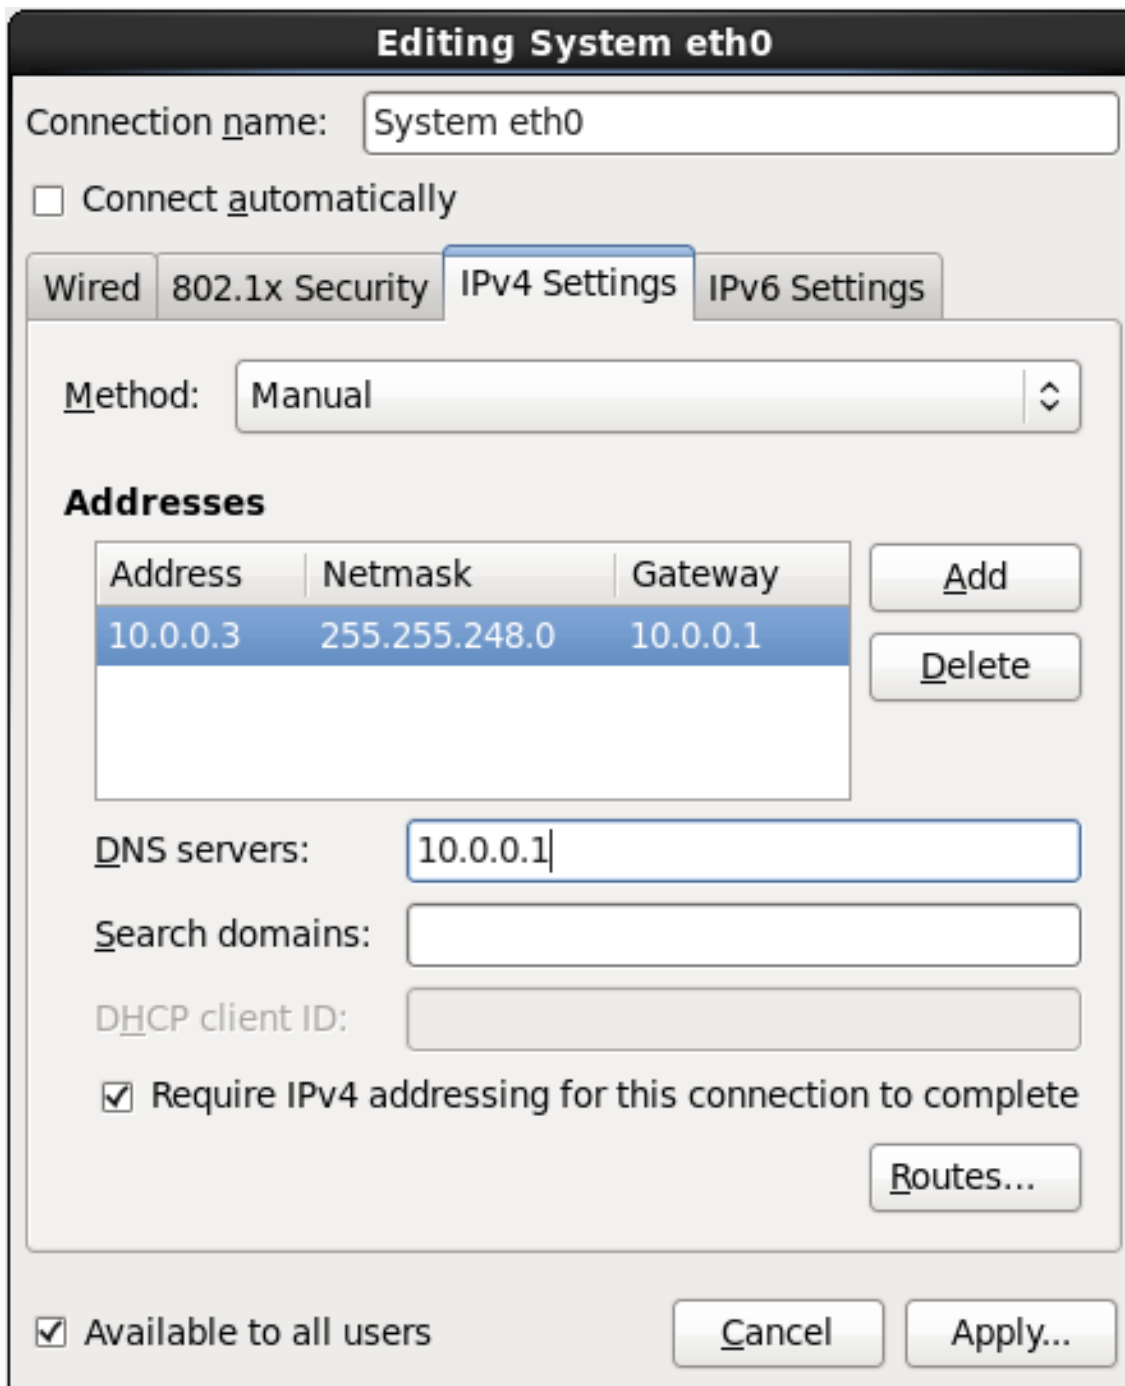 Editing System eth0
Connection name: System eth0
Connect automatically
Wired 802.1x Security IPv4 Settings IPv6 Settings
Method: Manual
Addresses
Address Netmask Gateway Add
10.0.0.3 255.255.248.0 10.0.0.1
Delete
DNS servers: 10.0.0.1
Search domains:
DHCP client ID:
Require IPv4 addressing for this connection to complete
Routes...
Available to all users Cancel Apply...